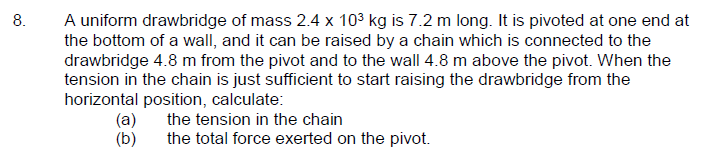 8. A uniform drawbridge of mass 2.4 x 10³ kg is 7.2 m long. It is pivoted at one end at
the bottom of a wall, and it can be raised by a chain which is connected to the
drawbridge 4.8 m from the pivot and to the wall 4.8 m above the pivot. When the
tension in the chain is just sufficient to start raising the drawbridge from the
horizontal position, calculate:
(a) the tension in the chain
(b) the total force exerted on the pivot.